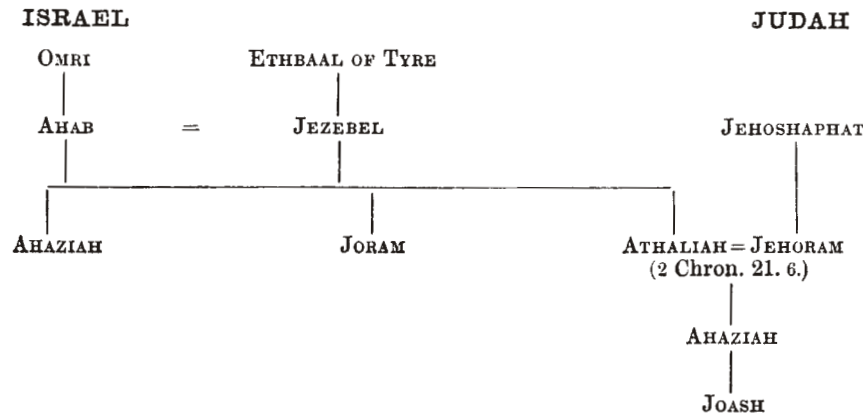 ISRAEL JUDAH
OMRI ETHBAAL OF TYRE
AHAB = JEZEBEL JEHOSHAPHAT
AHAZIAH JORAM ATHALIAH = JEHORAM
(2 Chron. 21. 6.)
AHAZIAH
JOASH